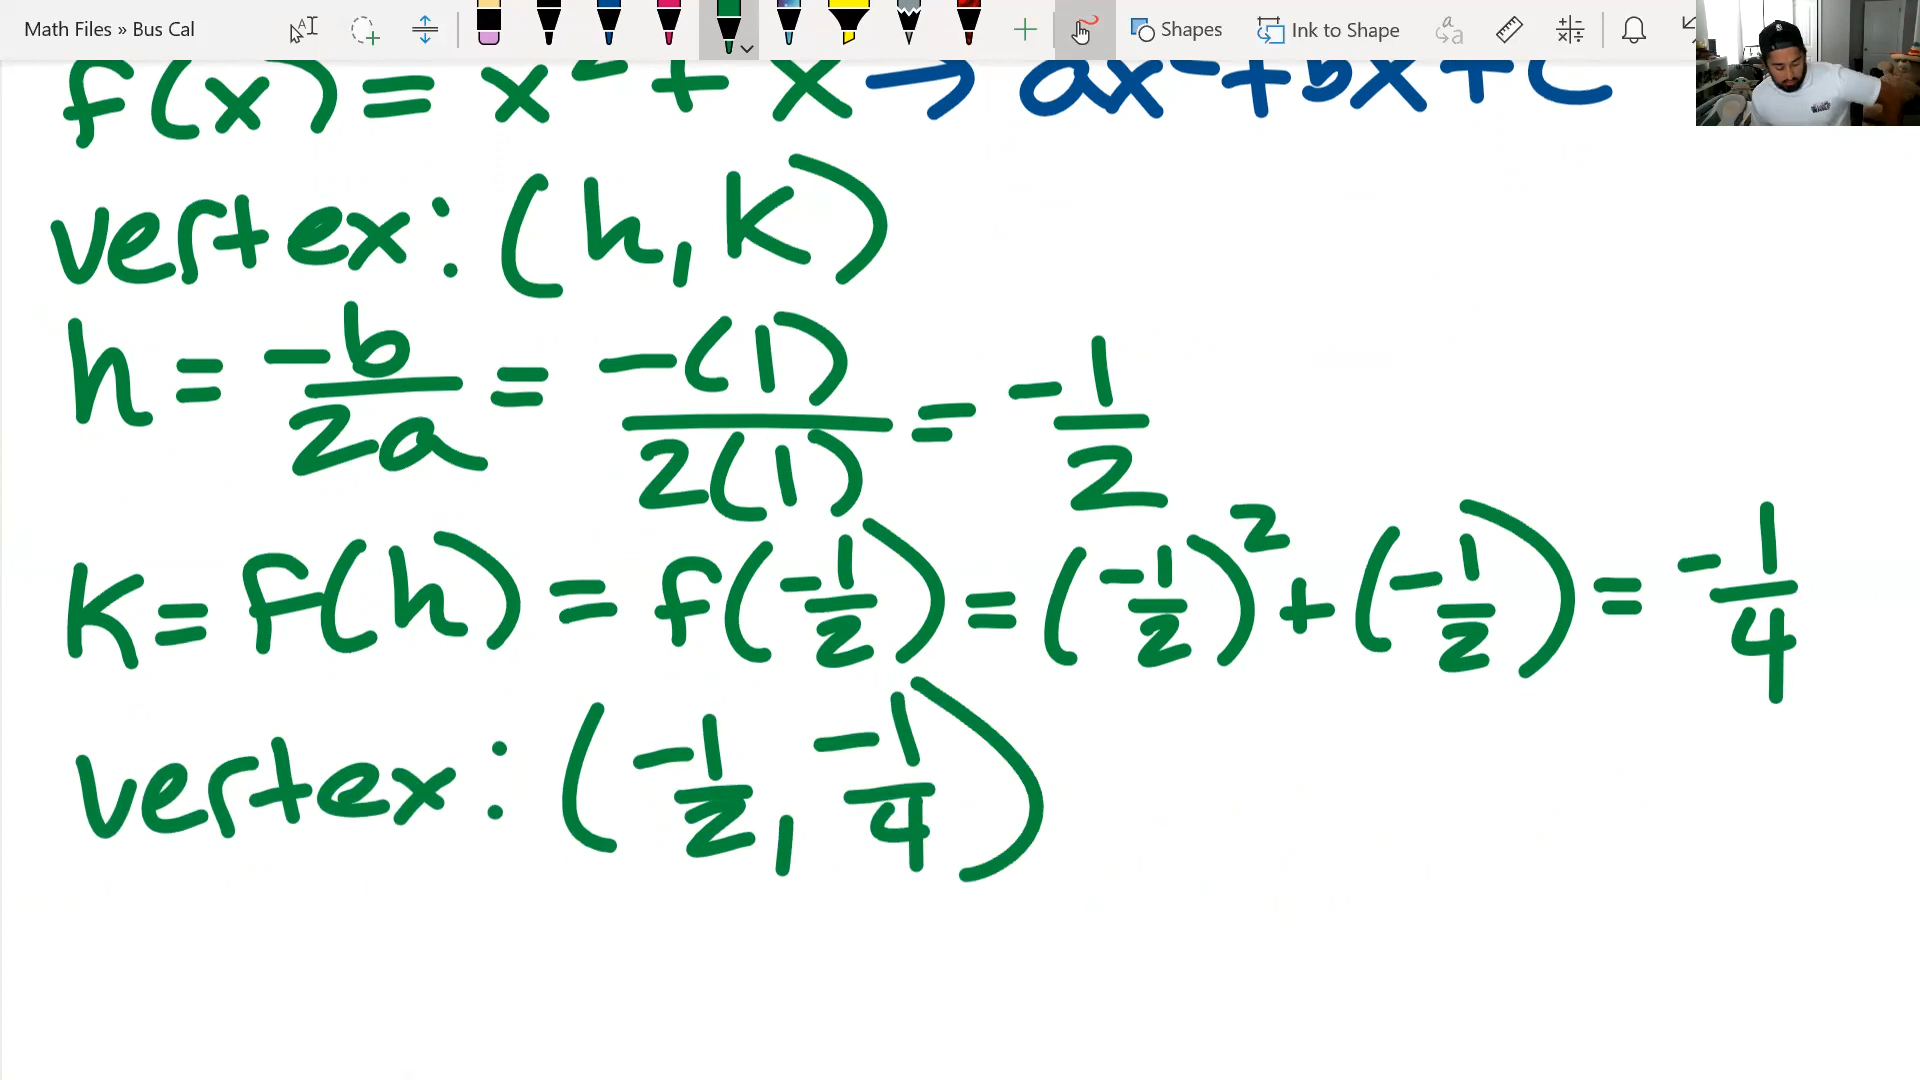 Math Files » Bus Cal Shapes Ink to Shape
f(x) = x² + x → ax² + bx + c
vertex: (h, k)
h = -b/2a = -(1)/2(1) = -1/2
k = f(h) = f(-1/2) = (-1/2)² + (-1/2) = -1/4
vertex: (-1/2, -1/4)